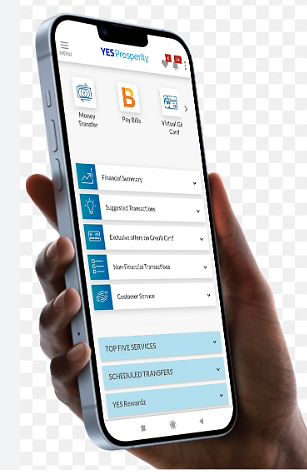 MENU
YES Prosperity
Money
Transfer
Pay Bills
Virtual Gi
Card
Financial Summary
Suggested Transactions
Exclusive offers on Credit Card
Non-Financial Transactions
Customer Service
TOP FIVE SERVICES
SCHEDULED TRANSFERS
YES Rewardz